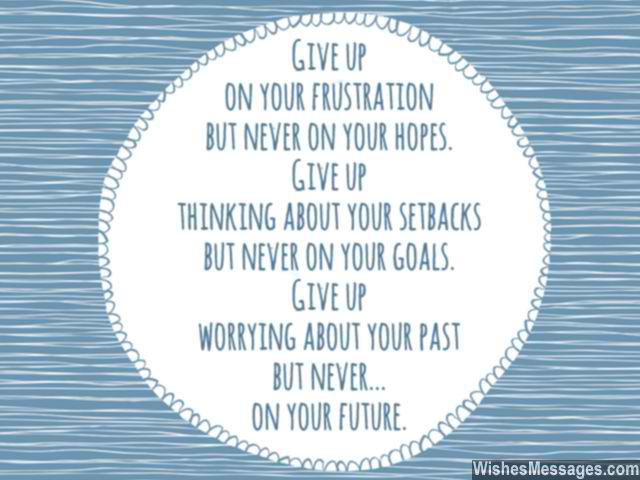 Give up
on your frustration
but never on your hopes.
Give up
thinking about your setbacks
but never on your goals.
Give up
worrying about your past
but never...
on your future.
WishesMessages.com